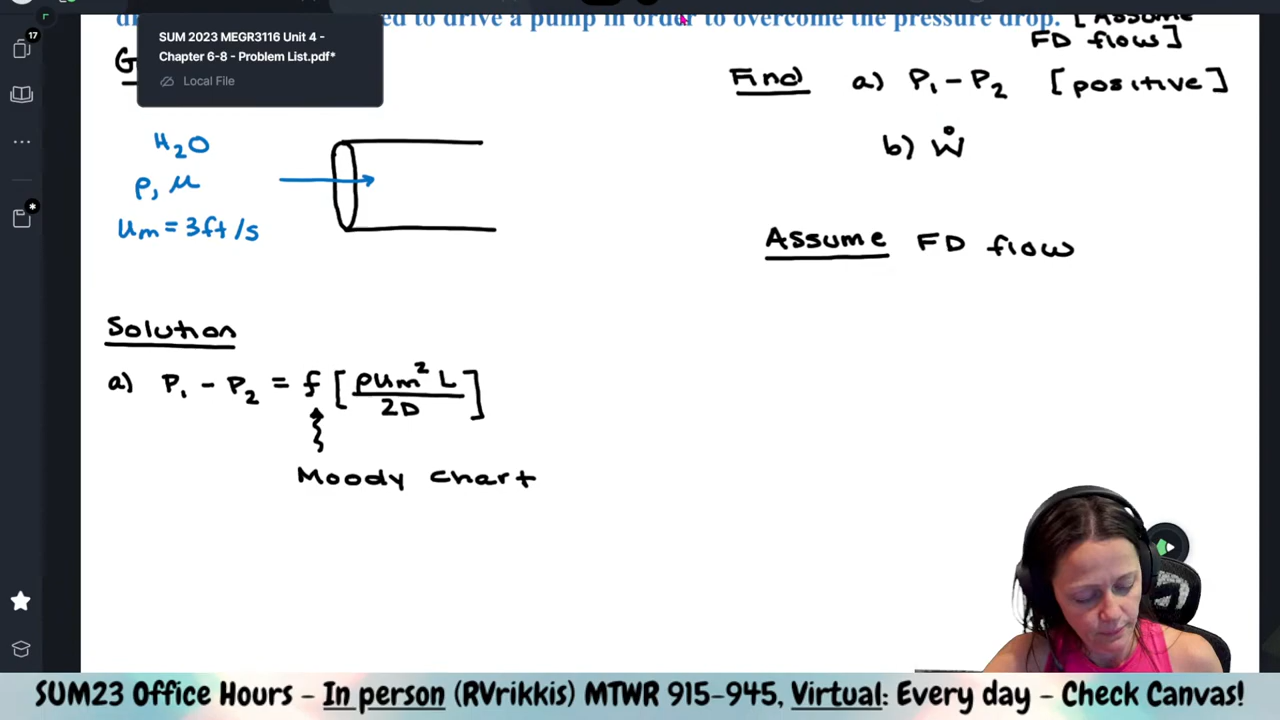 17
SUM 2023 MEGR3116 Unit 4 -
Chapter 6-8 - Problem List.pdf*
Local File
ed to drive a pump in order to overcome the pressure drop.
[Assume
FD flow]
Find a) P₁ - P₂ [positive]
b) Ẇ
H₂O
ρ, μ
um = 3ft/s
Assume FD flow
Solution
a) P₁ - P₂ = f [ρum² L / 2D]
Moody chart
SUM23 Office Hours - In person (RVrikkis) MTWR 915-945, Virtual: Every day - Check Canvas!